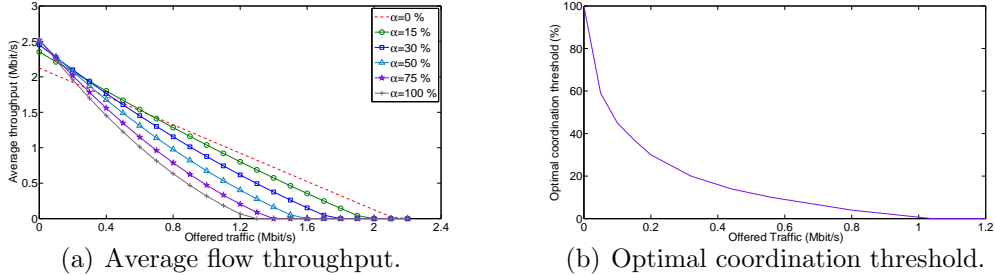 3
2.5
2
1.5
1
0.5
0
0 0.4 0.8 1.2 1.6 2 2.4
Average throughput (Mbit/s)
Offered traffic (Mbit/s)
α=0 %
α=15 %
α=30 %
α=50 %
α=75 %
α=100 %
(a) Average flow throughput.
100
80
60
40
20
0
0 0.2 0.4 0.6 0.8 1 1.2
Optimal coordination threshold (%)
Offered Traffic (Mbit/s)
(b) Optimal coordination threshold.